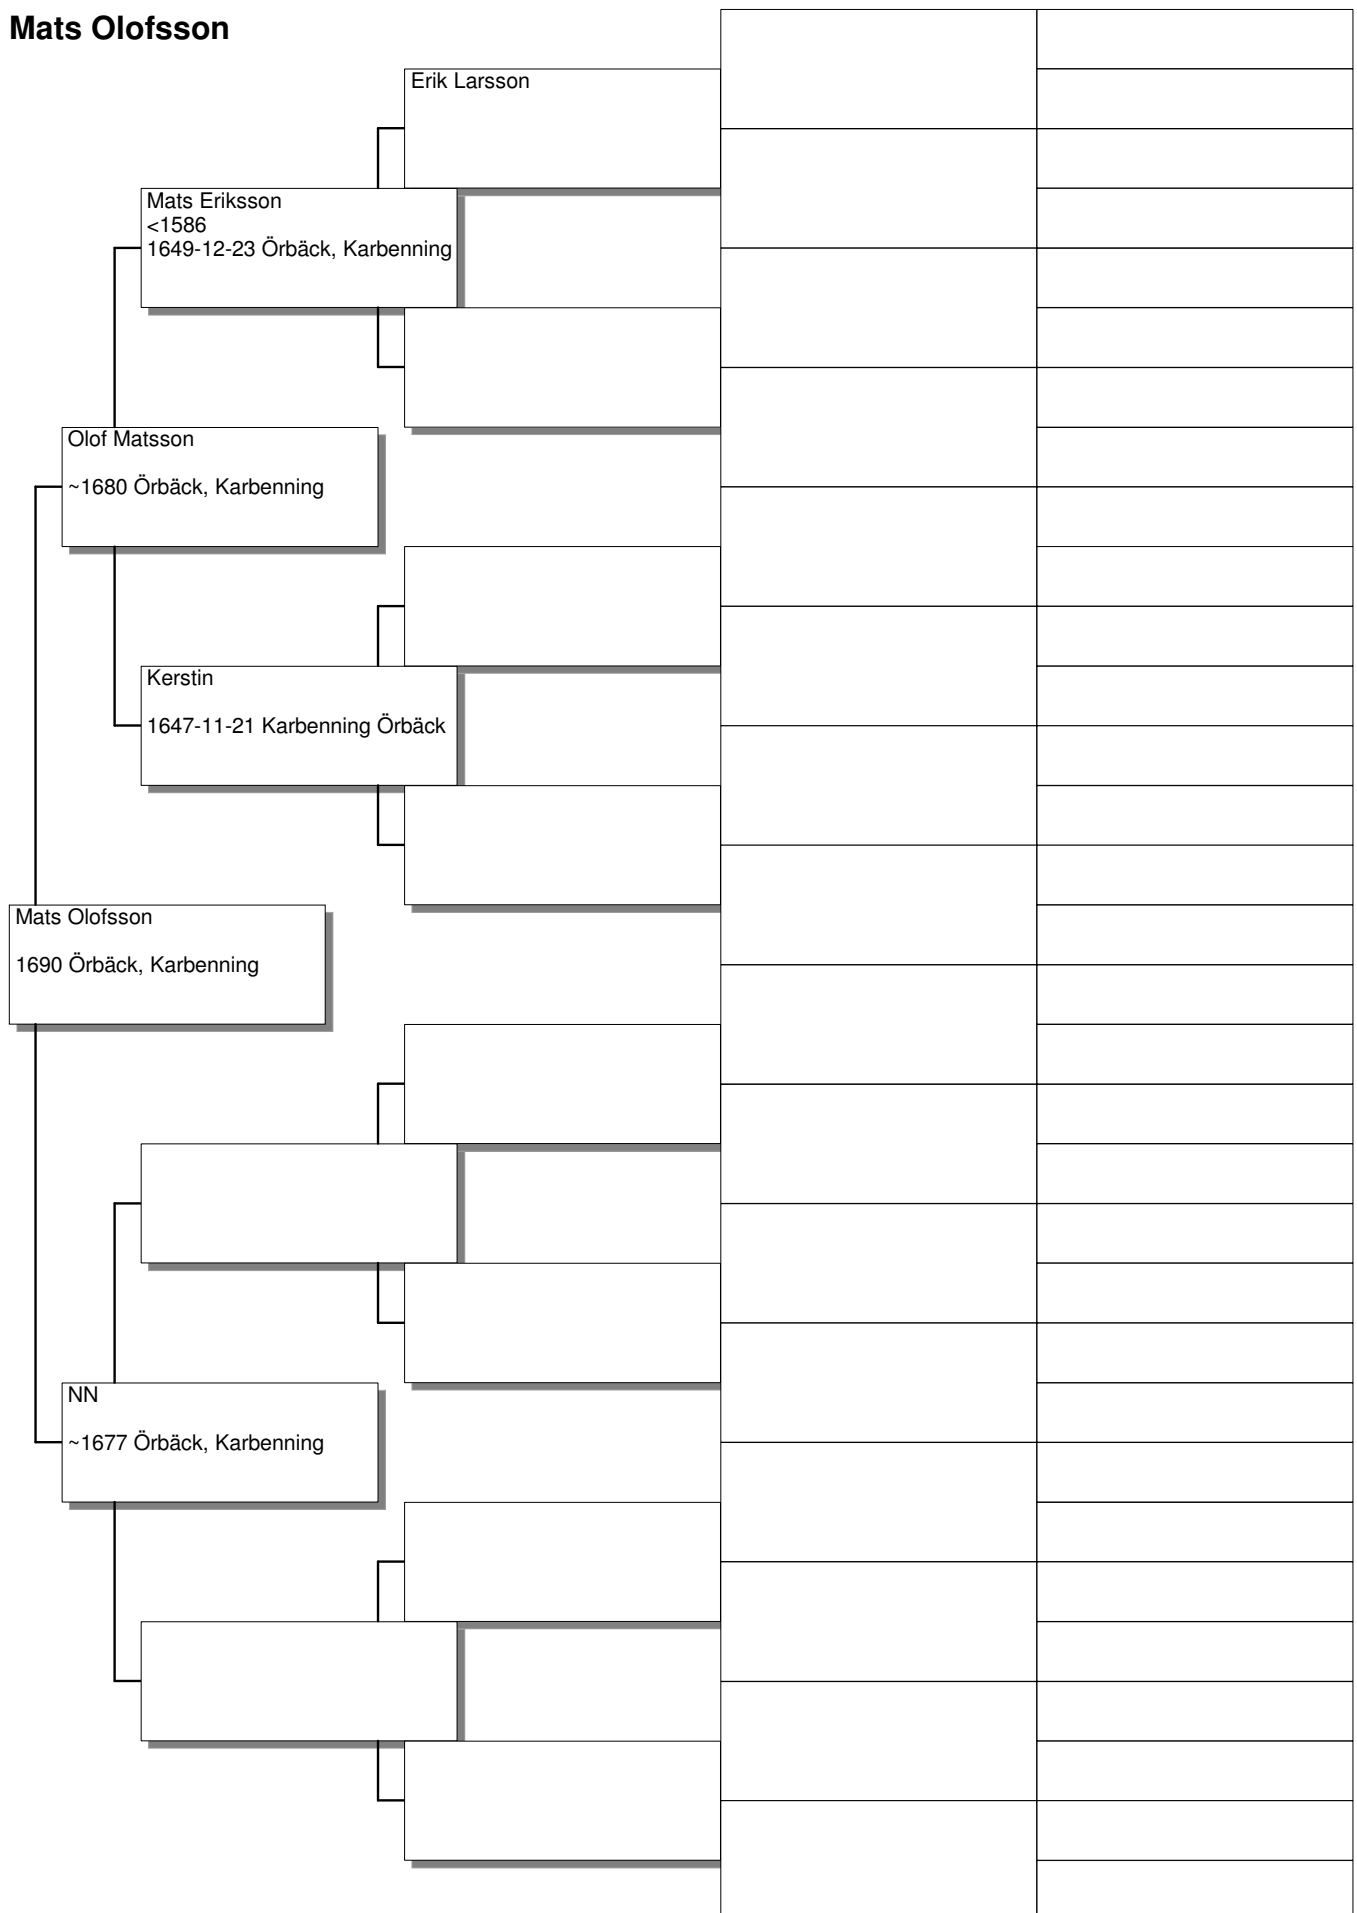 Mats Olofsson
Erik Larsson
Mats Eriksson
<1586
1649-12-23 Örbäck, Karbenning
Olof Matsson
~1680 Örbäck, Karbenning
Kerstin
1647-11-21 Karbenning Örbäck
Mats Olofsson
1690 Örbäck, Karbenning
NN
~1677 Örbäck, Karbenning